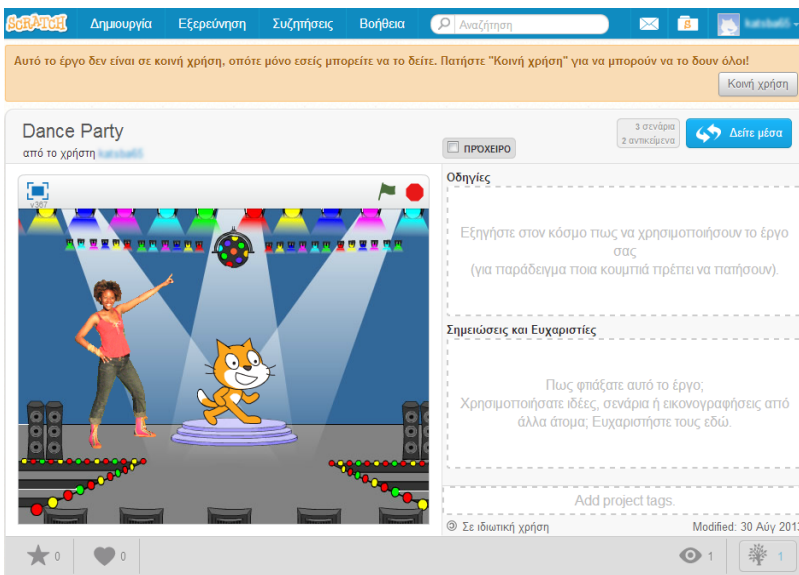 SCRATCH Δημιουργία Εξερεύνηση Συζητήσεις Βοήθεια Αναζήτηση
Αυτό το έργο δεν είναι σε κοινή χρήση, οπότε μόνο εσείς μπορείτε να το δείτε. Πατήστε "Κοινή χρήση" για να μπορούν να το δουν όλοι!
Κοινή χρήση
Dance Party
από το χρήστη
ΠΡΌΧΕΙΡΟ
3 σενάρια
2 αντικείμενα
Δείτε μέσα
v367
Οδηγίες
Εξηγήστε στον κόσμο πως να χρησιμοποιήσουν το έργο
σας
(για παράδειγμα ποια κουμπιά πρέπει να πατήσουν).
Σημειώσεις και Ευχαριστίες
Πως φτιάξατε αυτό το έργο;
Χρησιμοποιήσατε ιδέες, σενάρια ή εικονογραφήσεις από
άλλα άτομα; Ευχαριστήστε τους εδώ.
Add project tags.
Σε ιδιωτική χρήση Modified: 30 Αύγ 2013
0 0 1 1